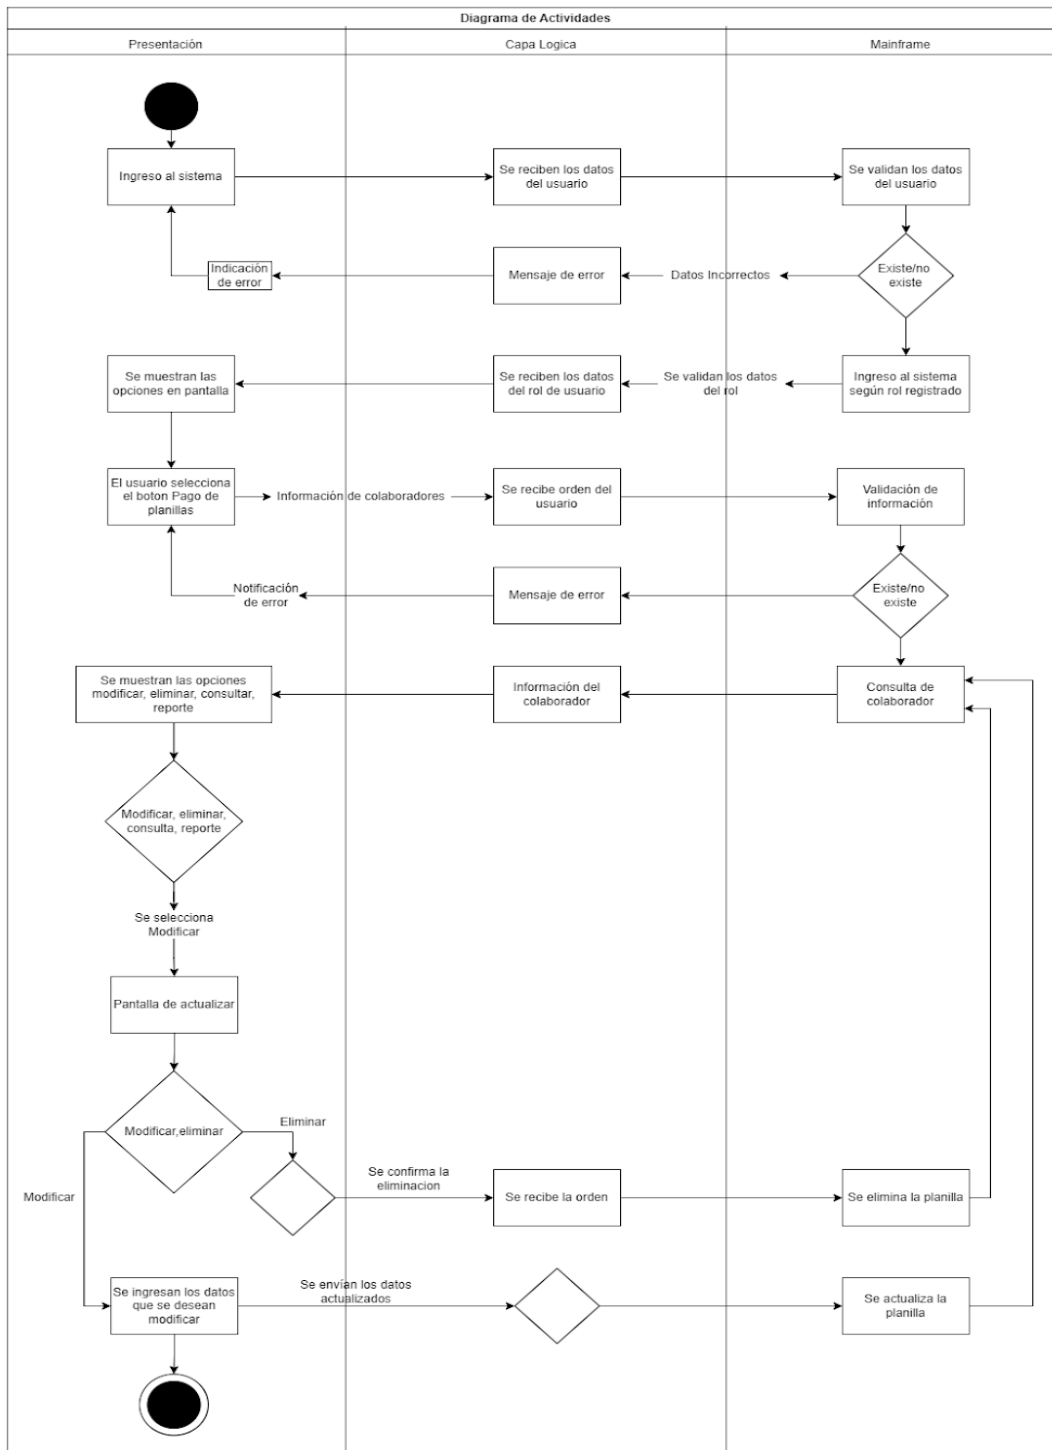 Diagrama de Actividades
Presentación
Capa Logica
Mainframe
Ingreso al sistema
Se reciben los datos
del usuario
Se validan los datos
del usuario
Indicación
de error
Mensaje de error
Datos Incorrectos
Existe/no
existe
Se muestran las
opciones en pantalla
Se reciben los datos
del rol de usuario
Se validan los datos
del rol
Ingreso al sistema
según rol registrado
El usuario selecciona
el boton Pago de
planillas
Información de colaboradores
Se recibe orden del
usuario
Validación de
información
Notificación
de error
Mensaje de error
Existe/no
existe
Se muestran las opciones
modificar, eliminar, consultar,
reporte
Información del
colaborador
Consulta de
colaborador
Modificar, eliminar,
consulta, reporte
Se selecciona
Modificar
Pantalla de actualizar
Modificar,eliminar
Eliminar
Modificar
Se confirma la
eliminacion
Se recibe la orden
Se elimina la planilla
Se ingresan los datos
que se desean
modificar
Se envían los datos
actualizados
Se actualiza la
planilla